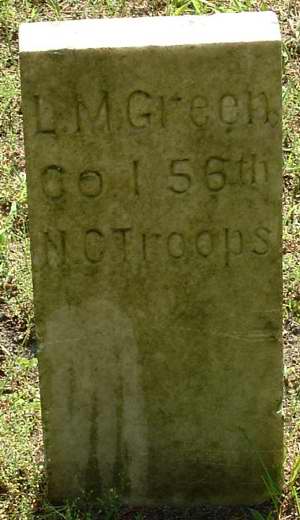 L.M.Green.
Co. I 56th
N.C Troops